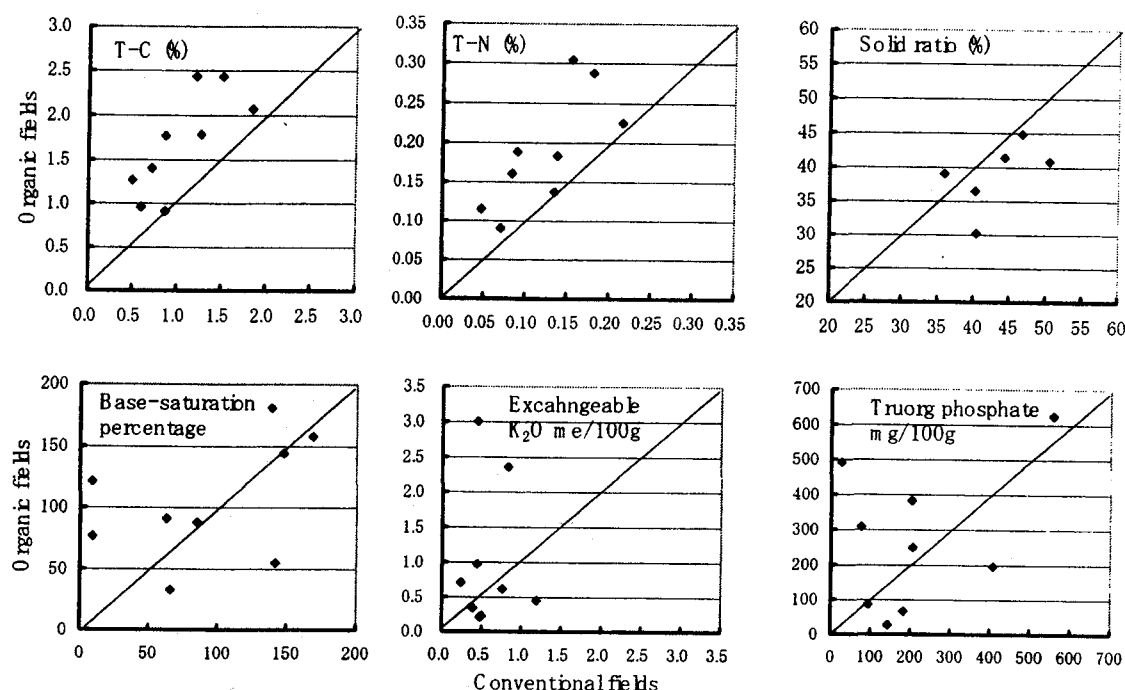 T-C (%)
3.0
2.5
2.0
1.5
1.0
0.5
0.0
0.0 0.5 1.0 1.5 2.0 2.5 3.0
Organic fields
T-N (%)
0.35
0.30
0.25
0.20
0.15
0.10
0.05
0.00
0.00 0.05 0.10 0.15 0.20 0.25 0.30 0.35
Solid ratio (%)
60
55
50
45
40
35
30
25
20
20 25 30 35 40 45 50 55 60
Base-saturation
percentage
200
150
100
50
0
0 50 100 150 200
Organic fields
Excahngeable
K₂O me/100g
3.5
3.0
2.5
2.0
1.5
1.0
0.5
0.0
0.0 0.5 1.0 1.5 2.0 2.5 3.0 3.5
Truorg phosphate
mg/100g
700
600
500
400
300
200
100
0
0 100 200 300 400 500 600 700
Conventional fields